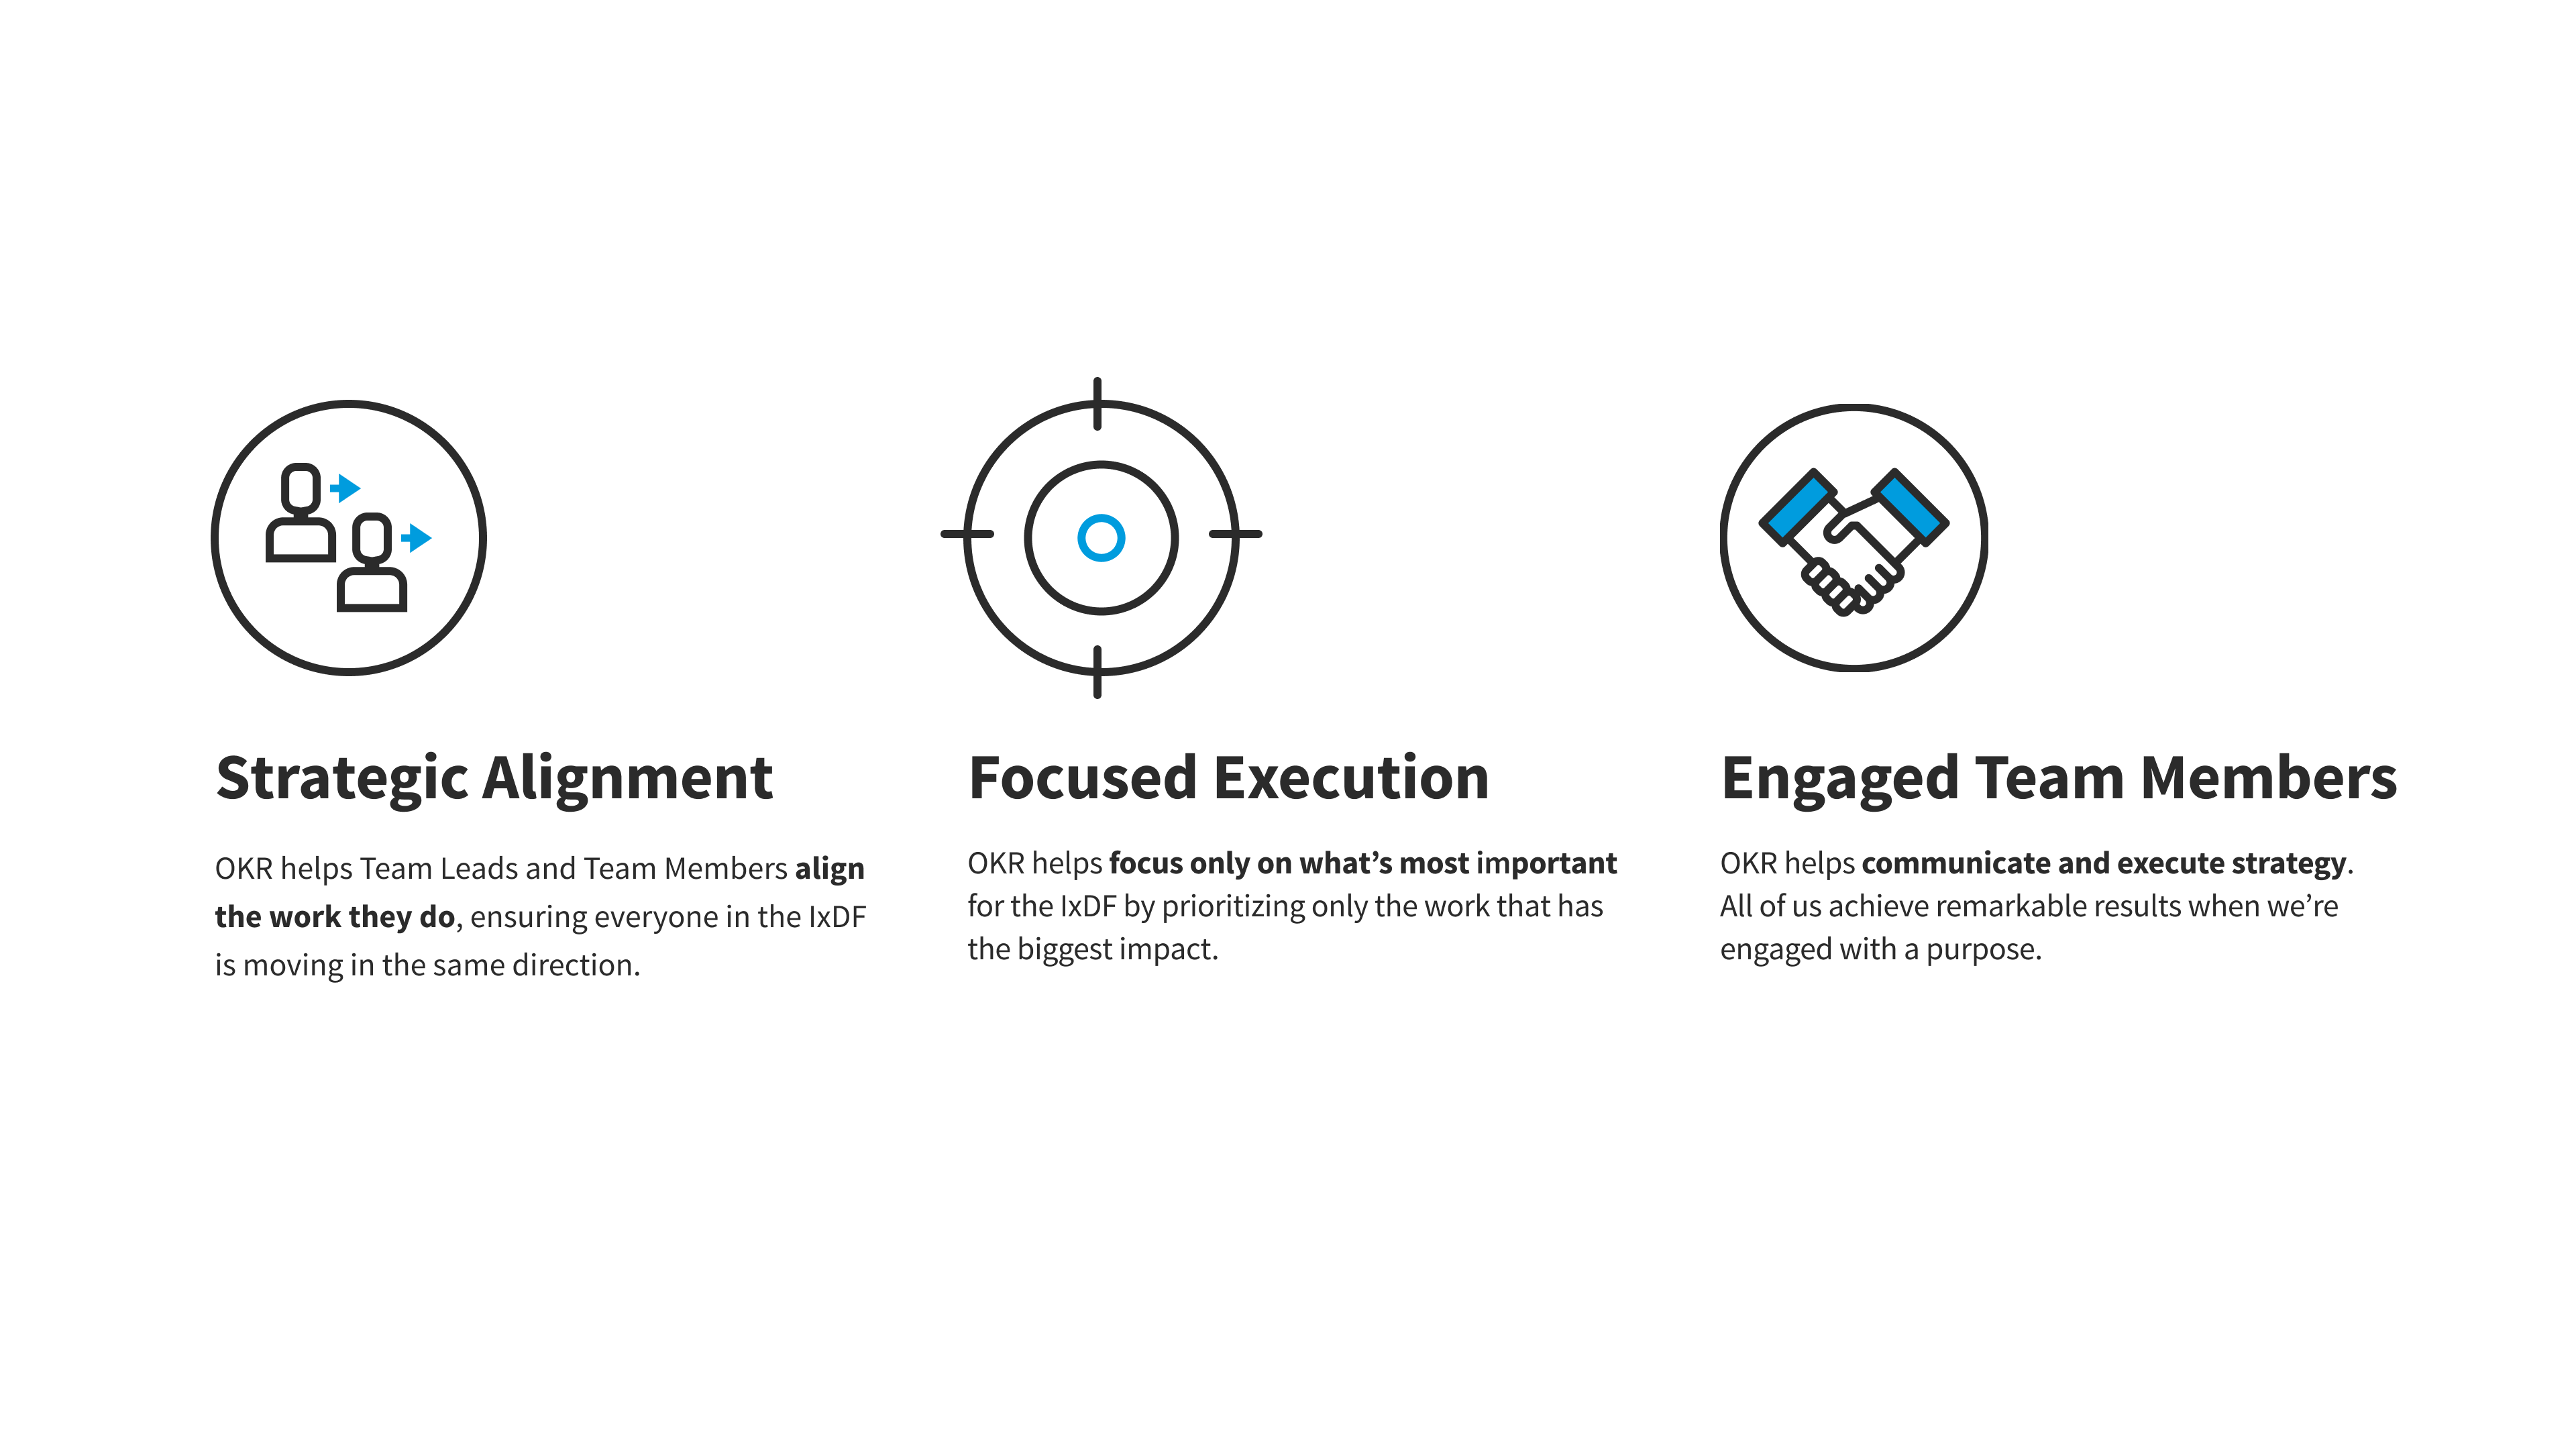 Strategic Alignment
OKR helps Team Leads and Team Members align
the work they do, ensuring everyone in the IxDF
is moving in the same direction.
Focused Execution
OKR helps focus only on what’s most important
for the IxDF by prioritizing only the work that has
the biggest impact.
Engaged Team Members
OKR helps communicate and execute strategy.
All of us achieve remarkable results when we’re
engaged with a purpose.